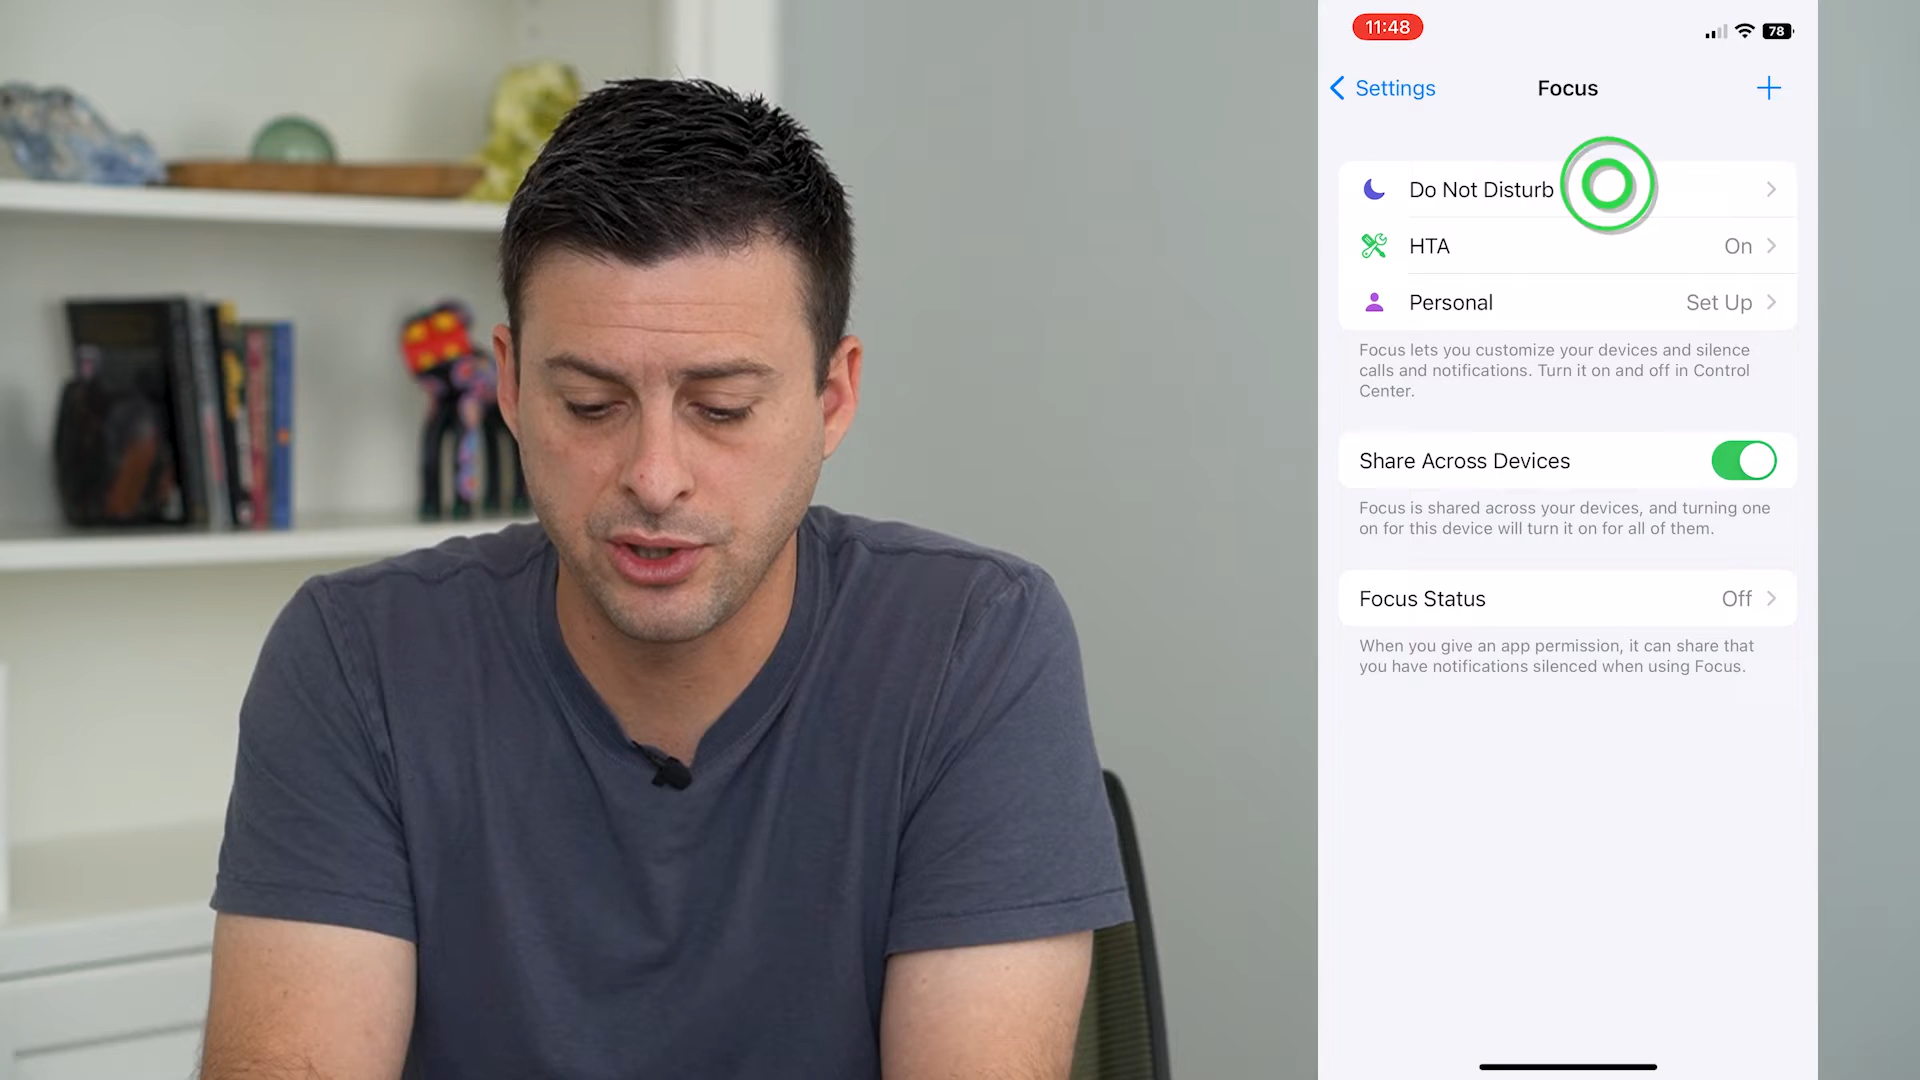 11:48
78
Settings
Focus
Do Not Disturb
HTA
On
Personal
Set Up
Focus lets you customize your devices and silence
calls and notifications. Turn it on and off in Control
Center.
Share Across Devices
Focus is shared across your devices, and turning one
on for this device will turn it on for all of them.
Focus Status
Off
When you give an app permission, it can share that
you have notifications silenced when using Focus.